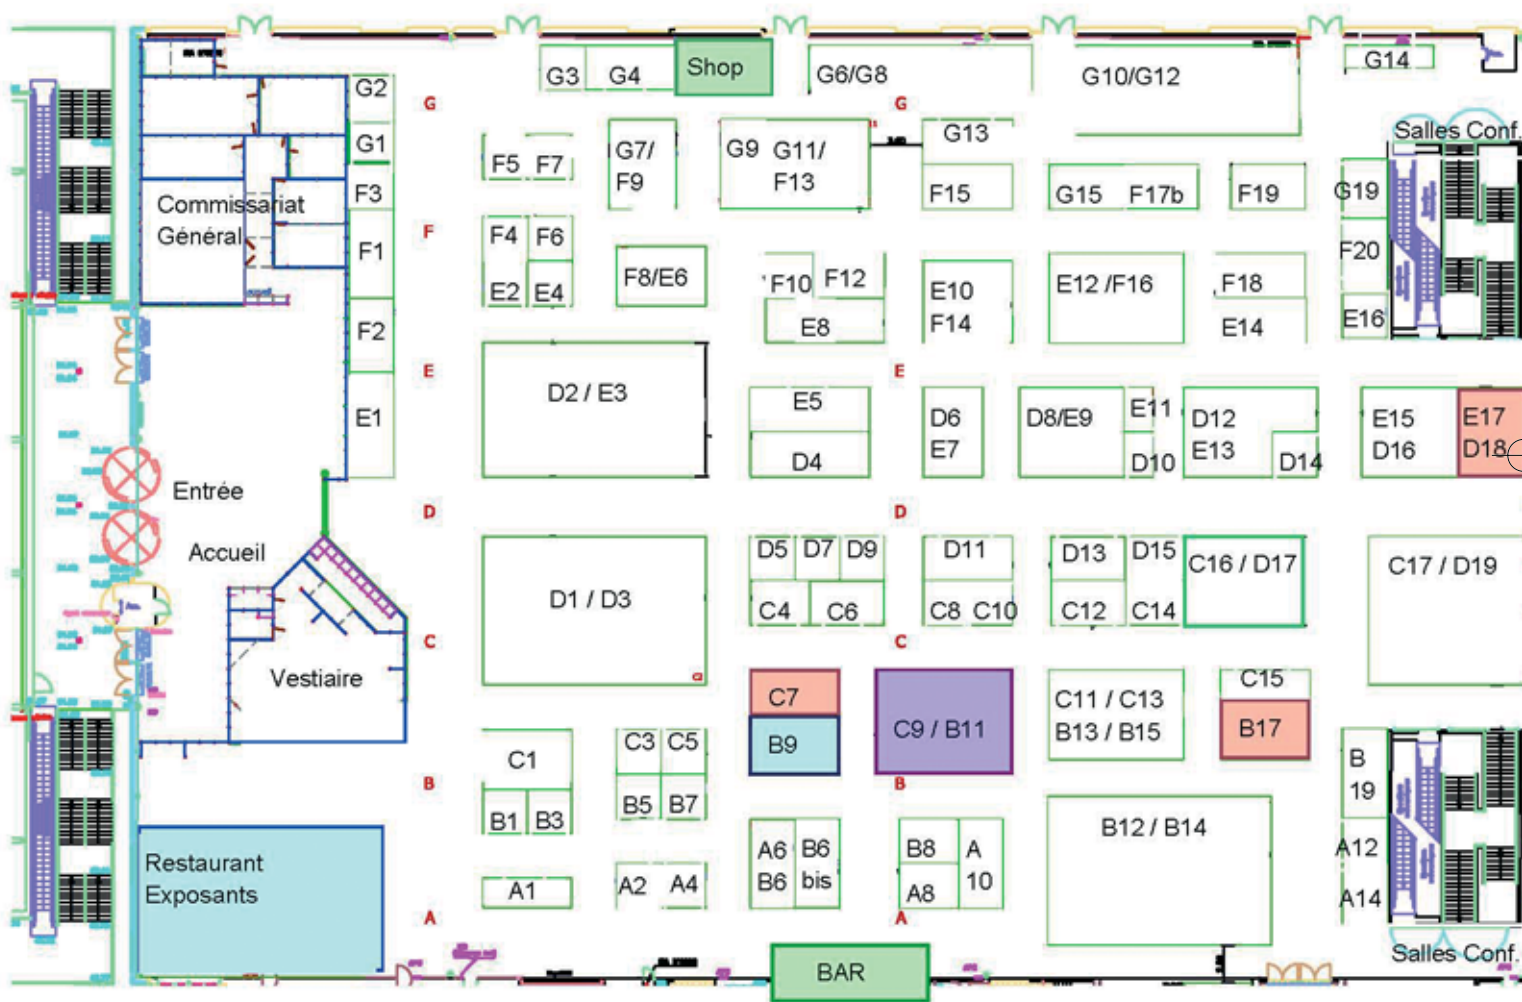 G3
G4
Shop
G6/G8
G10/G12
G14
G2
G
G
G1
G13
Salles Conf.
F5
F7
G7/
F9
G9
G11/
F13
F15
G15
F17b
F19
G19
F3
Commissariat
Général
F
F4
F6
F1
F20
E2
E4
F8/E6
F10
F12
E8
E10
F14
E12 /F16
F18
E14
E16
F2
E
E
D2 / E3
E5
D4
D6
E7
D8/E9
E11
D10
D12
E13
D14
E15
D16
E17
D18
E1
Entrée
D
D
Accueil
D1 / D3
D5
D7
D9
C4
C6
D11
C8
C10
D13
D15
C12
C14
C16 / D17
C17 / D19
C
C
Vestiaire
C7
B9
C9 / B11
C11 / C13
B13 / B15
C15
B17
C1
C3
C5
B
B
B1
B3
B5
B7
B
19
B12 / B14
Restaurant
Exposants
A1
A2
A4
A6
B6
B6
bis
B8
A8
A
10
A12
A14
A
A
BAR
Salles Conf.